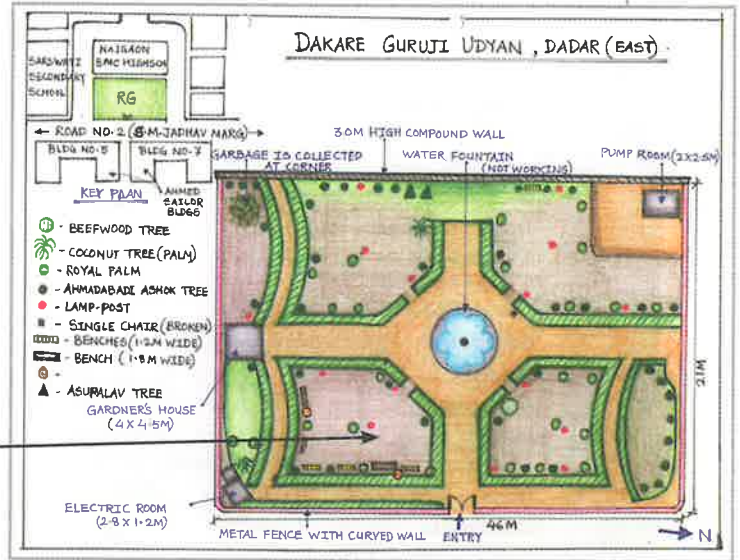 DAKARE GURUJI UDYAN, DADAR (EAST).
SARSWATI
SECONDARY
SCHOOL
NAIGAON
BMC HIGHSCH
RG
← ROAD NO.2 (S.M.JADHAV MARG) →
BLDG NO.5
BLDG NO.7
KEY PLAN
AHMED
SAILOR
BLDGS
GARBAGE IS COLLECTED
AT CORNER
3.0M HIGH COMPOUND WALL
WATER FOUNTAIN
(NOT WORKING)
PUMP ROOM (2X2.5M)
- BEEFWOOD TREE
- COCONUT TREE (PALM)
- ROYAL PALM
- AHMADABADI ASHOK TREE
- LAMP-POST
- SINGLE CHAIR (BROKEN)
- BENCHES (1.2M WIDE)
- BENCH (1.8M WIDE)
-
- ASUPALAV TREE
GARDNER'S HOUSE
(4 X 4.5M)
ELECTRIC ROOM
(2.8 X 1.2M)
METAL FENCE WITH CURVED WALL
ENTRY
46M
21M
N